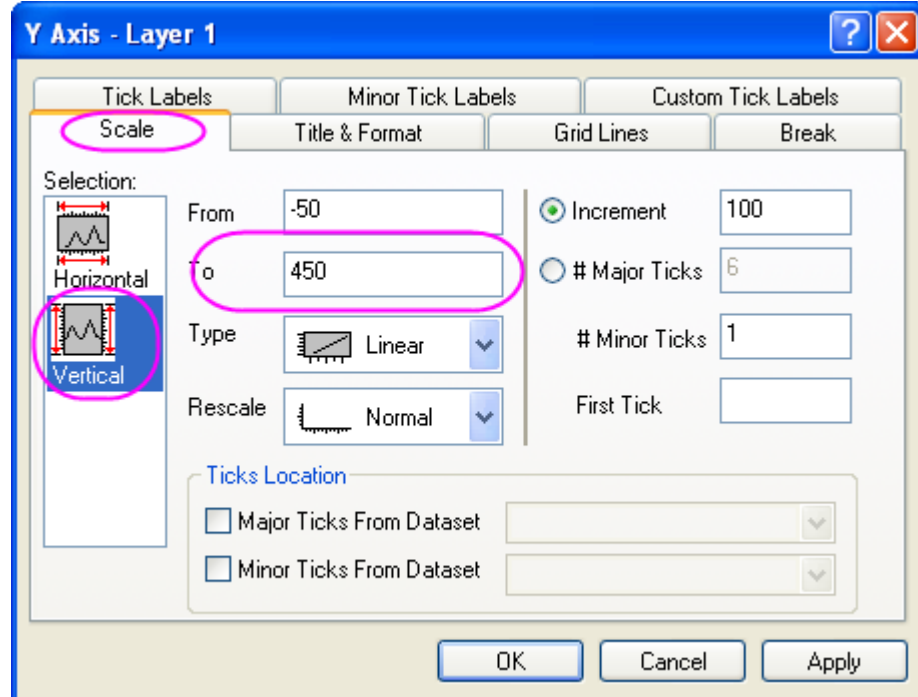 Y Axis - Layer 1
?
Tick Labels Minor Tick Labels Custom Tick Labels
Scale Title & Format Grid Lines Break
Selection:
Horizontal
Vertical
From -50
To 450
Type Linear
Rescale Normal
Increment 100
# Major Ticks 6
# Minor Ticks 1
First Tick
Ticks Location
Major Ticks From Dataset
Minor Ticks From Dataset
OK Cancel Apply